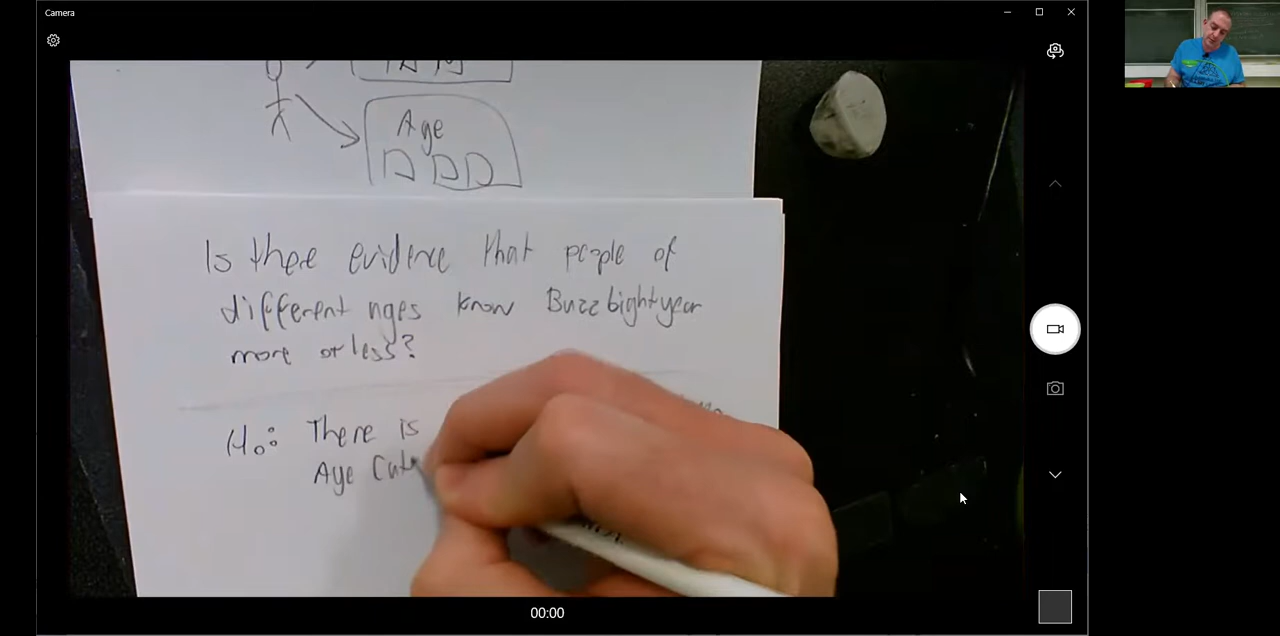 Camera
Age
Is there evidence that people of
different ages know Buzz Lightyear
more or less?
H₀: There is
Age
00:00